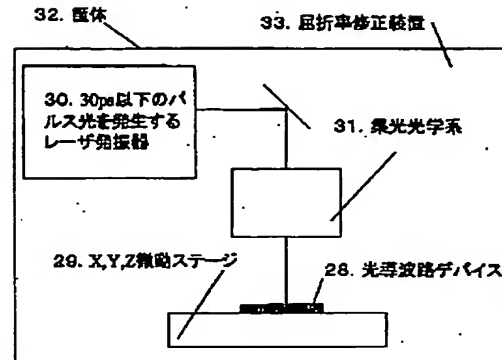 32. 筐体
33. 屈折率修正装置
30. 30ps以下のパ
ルス光を発生する
レーザ発振器
31. 集光光学系
29. X,Y,Z微動ステージ
28. 光導波路デバイス